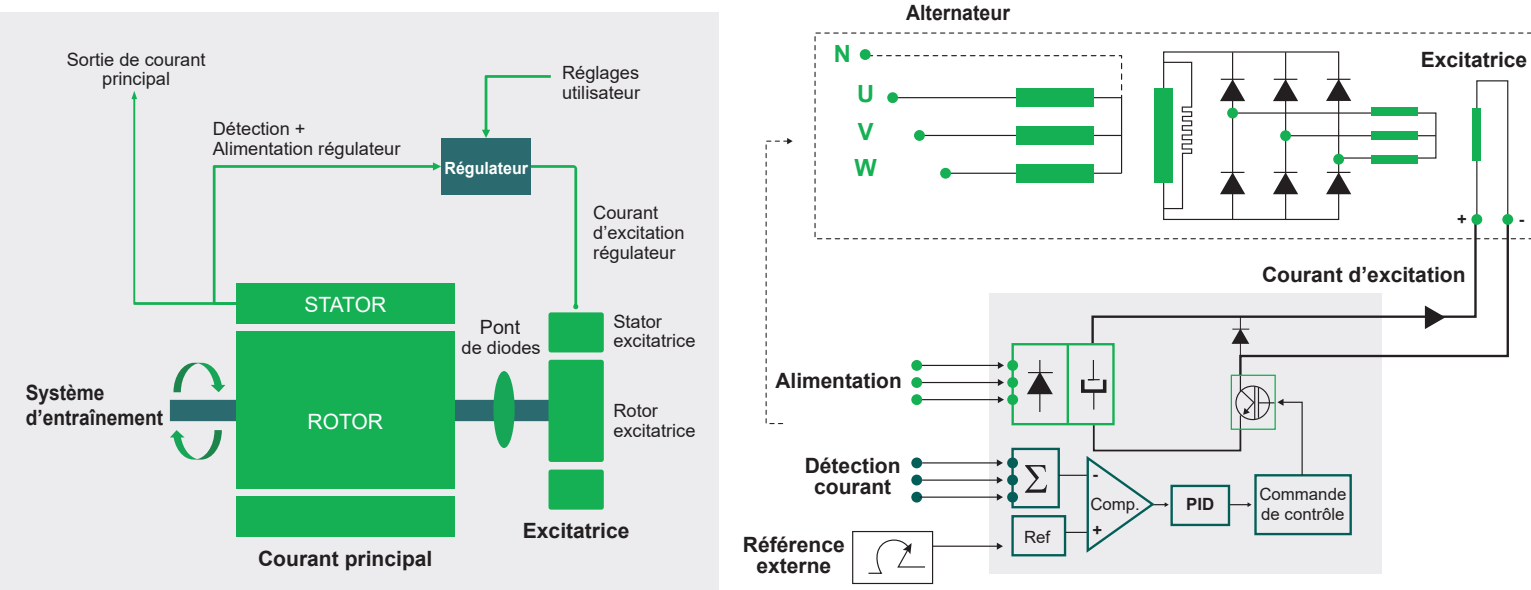 Sortie de courant
principal
Réglages
utilisateur
Détection +
Alimentation régulateur
Régulateur
Courant
d'excitation
régulateur
STATOR
Pont
de diodes
Stator
excitatrice
Système
d'entraînement
ROTOR
Rotor
excitatrice
Excitatrice
Courant principal
Alternateur
N
U
V
W
Excitatrice
+
-
Courant d'excitation
Alimentation
Détection
courant
Σ
-
Comp.
+
PID
Commande
de contrôle
Ref
Référence
externe